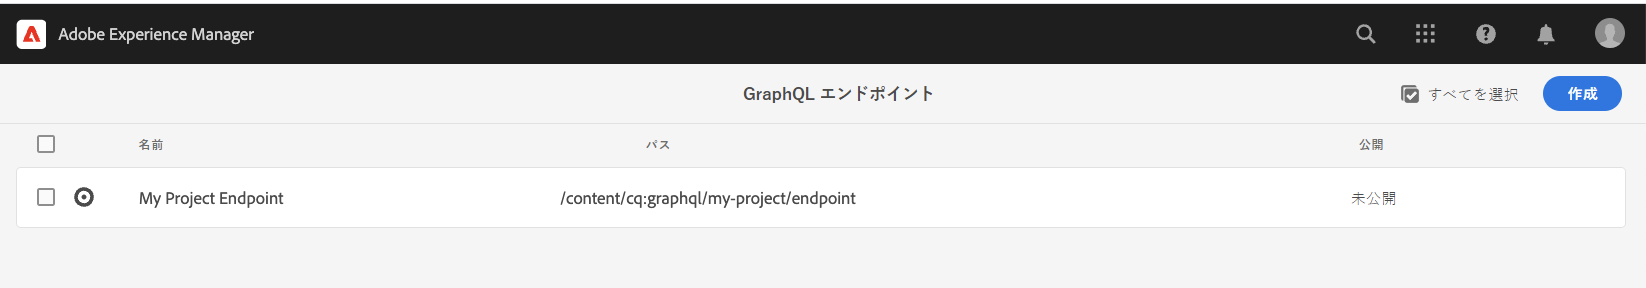 Adobe Experience Manager
GraphQL エンドポイント
すべてを選択
作成
名前 パス 公開
My Project Endpoint /content/cq:graphql/my-project/endpoint 未公開